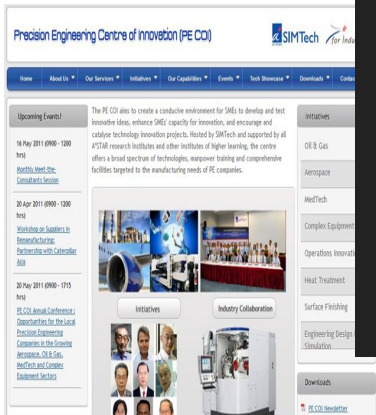 Precision Engineering Centre of Innovation (PE COI)
SIMTech
for Indu
Home About Us Our Services Initiatives Our Capabilities Events Tech Showcase Downloads Contac
Upcoming Events!
16 May 2011 (0900 - 1200
hrs)
Monthly Meet-the-
Consultants Session
20 Apr 2011 (0900 - 1200
hrs)
Workshop on Suppliers in
Remanufacturing:
Partnership with Caterpillar
Asia
20 May 2011 (0900 - 1715
hrs)
PE COI Annual Conference :
Opportunities for the Local
Precision Engineering
Companies in the Growing
Aerospace, Oil & Gas,
MedTech and Complex
Equipment Sectors
The PE COI aims to create a conducive environment for SMEs to develop and test
innovative ideas, enhance SMEs' capacity for innovation, and encourage and
catalyse technology innovation projects. Hosted by SIMTech and supported by all
A*STAR research institutes and other institutes of higher learning, the centre
offers a broad spectrum of technologies, manpower training and comprehensive
facilities targeted to the manufacturing needs of PE companies.
Initiatives
Industry Collaboration
Initiatives
Oil & Gas
Aerospace
MedTech
Complex Equipment
Operations Innovatio
Heat Treatment
Surface Finishing
Engineering Design
Simulation
Downloads
PE COI Newsletter